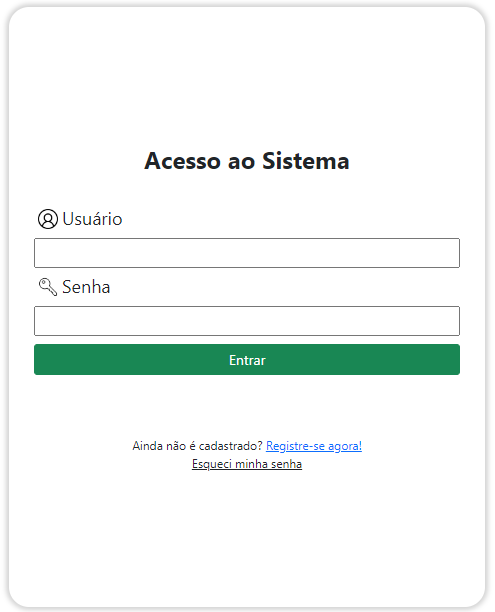 Acesso ao Sistema
Usuário
Senha
Entrar
Ainda não é cadastrado? Registre-se agora!
Esqueci minha senha